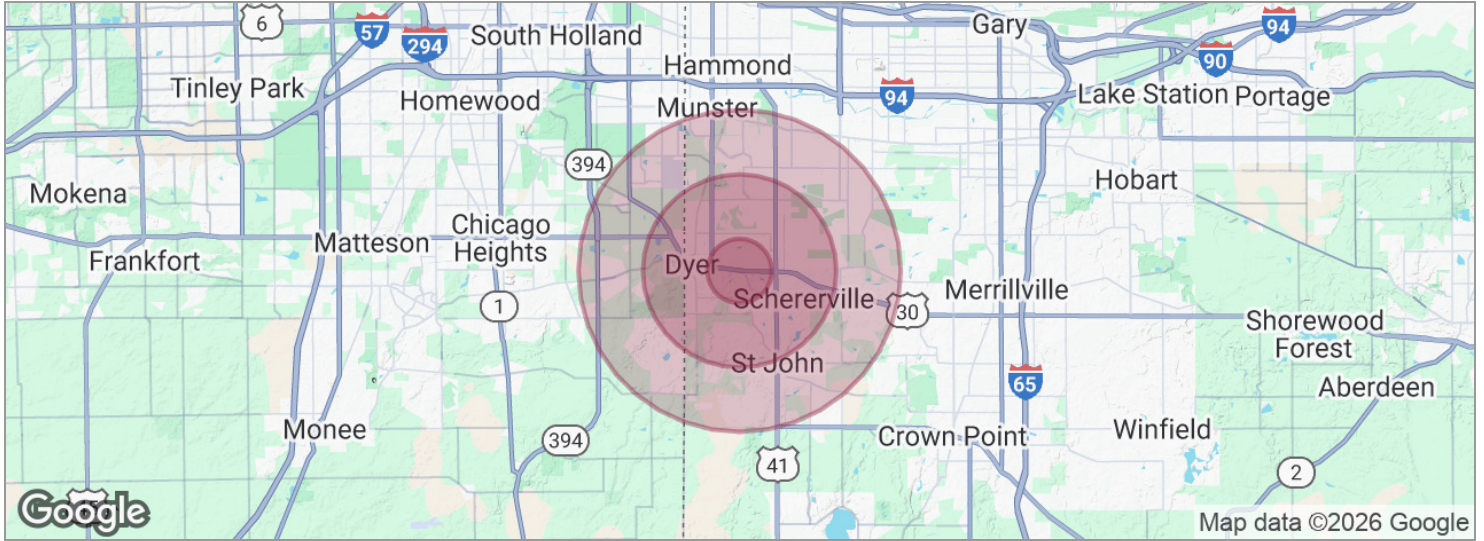 6
57
294
South Holland
Gary
94
90
Hammond
Tinley Park
Homewood
Munster
94
Lake Station
Portage
394
Mokena
Hobart
Chicago
Heights
Matteson
Frankfort
Dyer
Schererville
Merrillville
1
30
Shorewood
Forest
St John
65
Aberdeen
Monee
394
Crown Point
Winfield
41
2
Google
Map data ©2026 Google